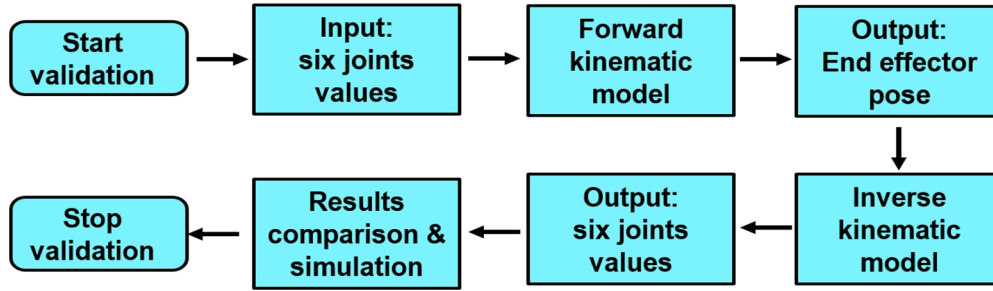 Start
validation
Input:
six joints
values
Forward
kinematic
model
Output:
End effector
pose
Inverse
kinematic
model
Output:
six joints
values
Results
comparison &
simulation
Stop
validation